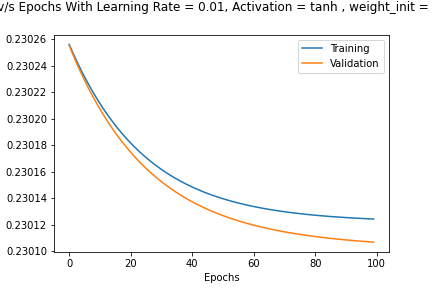 v/s Epochs With Learning Rate = 0.01, Activation = tanh , weight_init =
Training
Validation
0.23026
0.23024
0.23022
0.23020
0.23018
0.23016
0.23014
0.23012
0.23010
0 20 40 60 80 100
Epochs